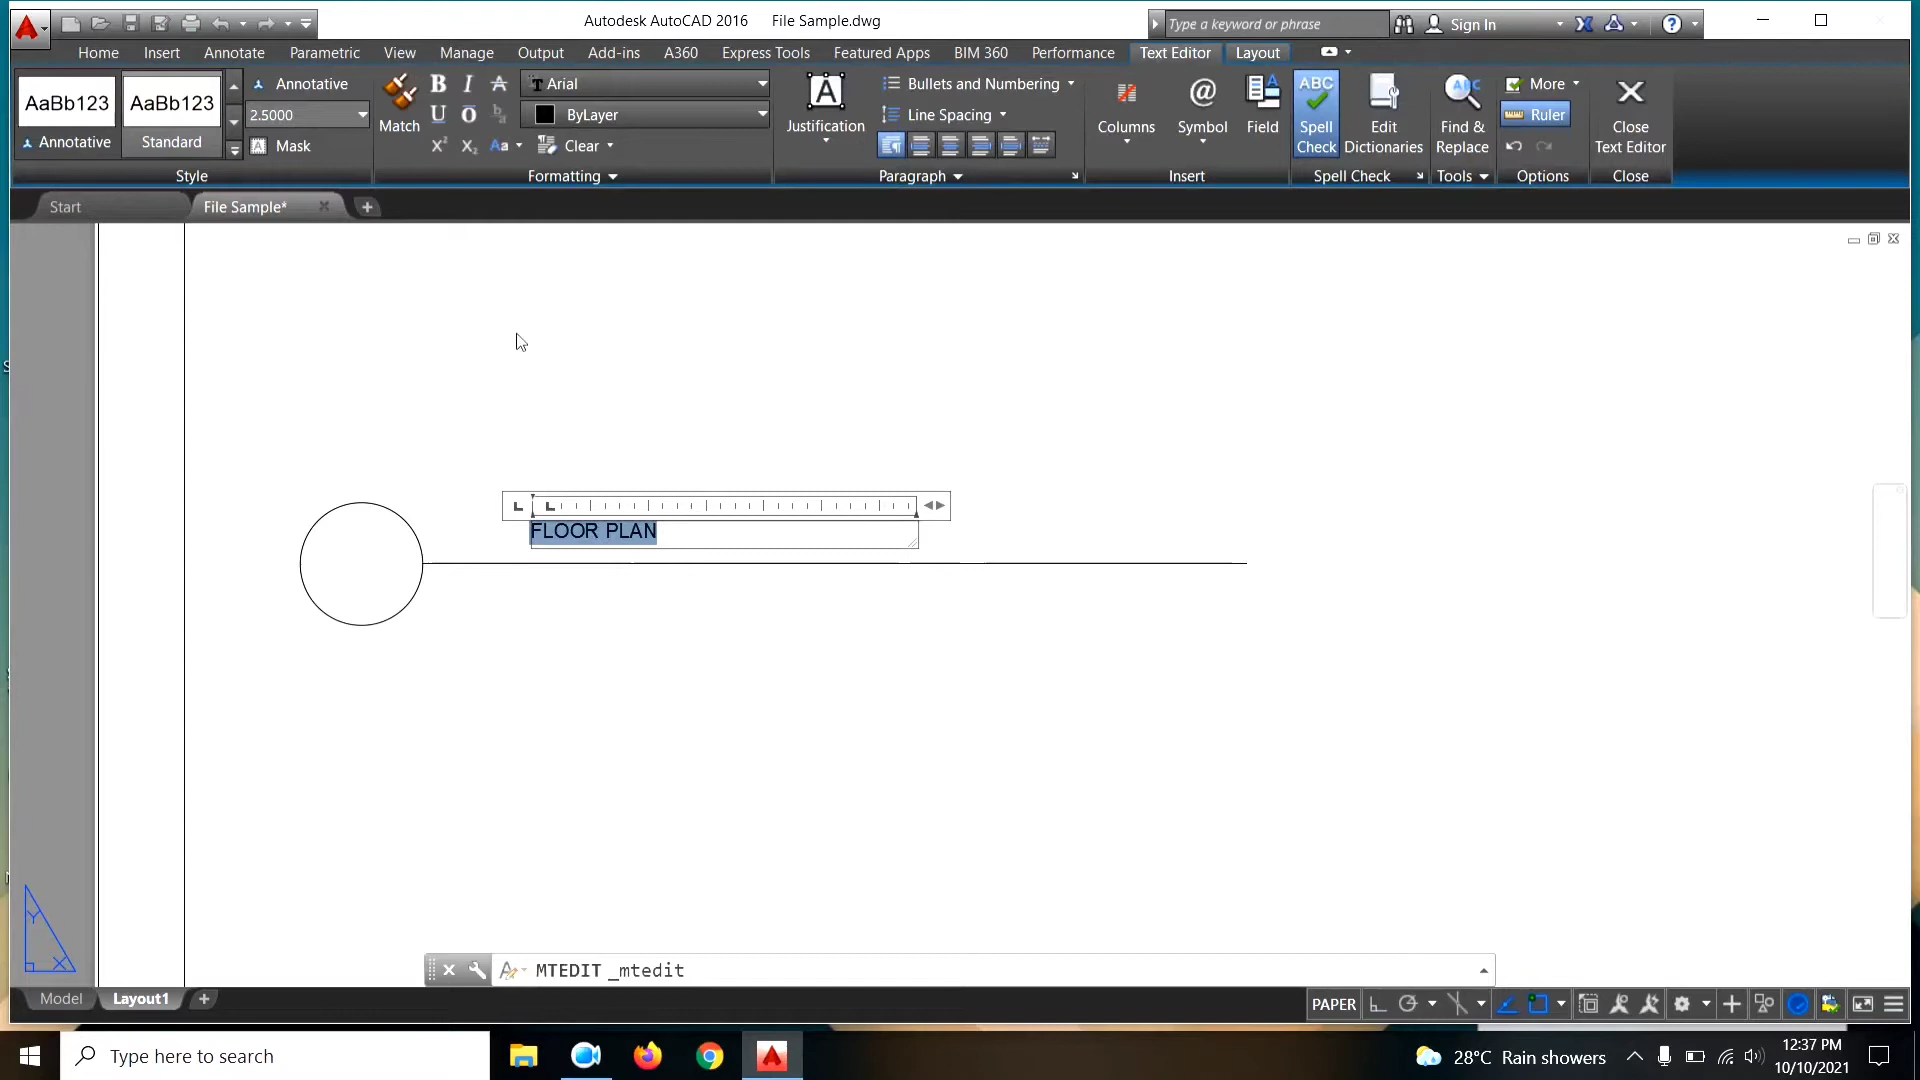 Autodesk AutoCAD 2016 File Sample.dwg
Type a keyword or phrase
Sign In
Home Insert Annotate Parametric View Manage Output Add-ins A360 Express Tools Featured Apps BIM 360 Performance Text Editor Layout
AaBb123 AaBb123
Annotative Standard
Annotative
2.5000
Mask
Style
Match
B I A
U O
Arial
ByLayer
Aa Clear
Formatting
A
Justification
Bullets and Numbering
Line Spacing
Paragraph
Columns
@
Symbol
Field
Insert
ABC
Spell
Check
Edit
Dictionaries
Spell Check
ABC
Find &
Replace
Tools
More
Ruler
Options
Close
Text Editor
Close
Start File Sample*
FLOOR PLAN
Y
X
MTEDIT _mtedit
Model Layout1
PAPER
Type here to search
28°C Rain showers
12:37 PM
10/10/2021